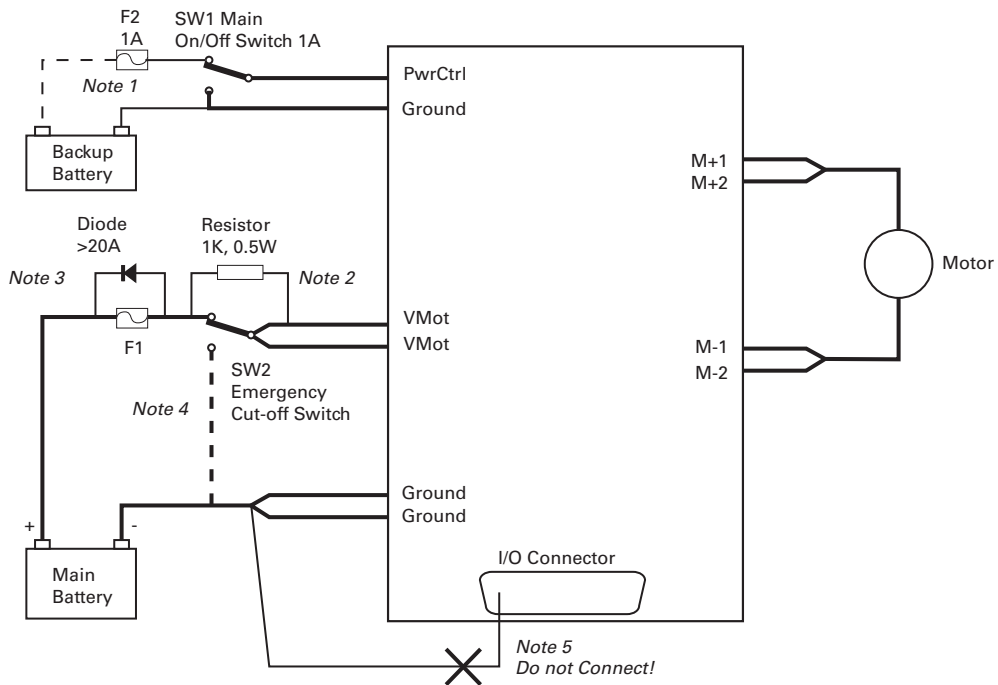 F2
1A
SW1 Main
On/Off Switch 1A
Note 1
PwrCtrl
Ground
Backup
Battery
M+1
M+2
Diode
>20A
Resistor
1K, 0.5W
Note 3
Note 2
Motor
F1
VMot
VMot
SW2
Emergency
Cut-off Switch
Note 4
M-1
M-2
Ground
Ground
+
-
Main
Battery
I/O Connector
Note 5
Do not Connect!